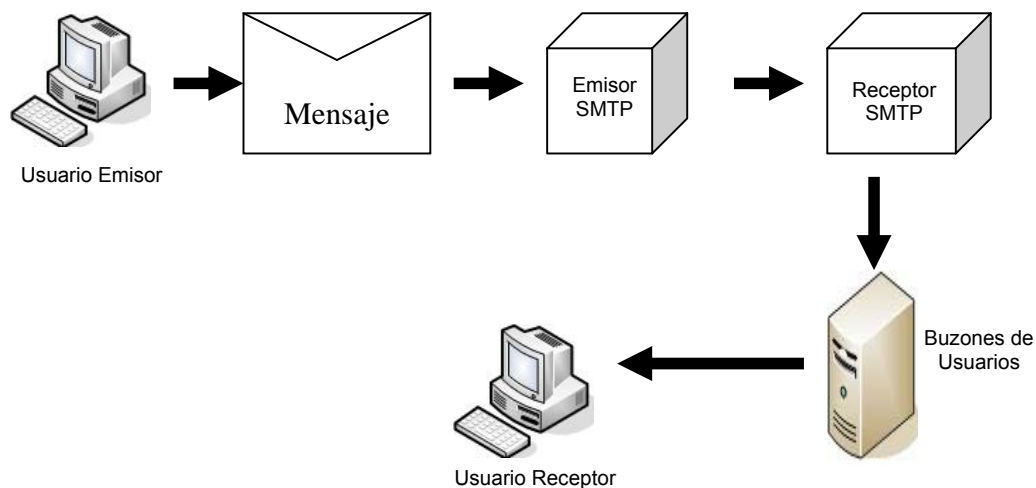 Mensaje
Emisor
SMTP
Receptor
SMTP
Usuario Emisor
Buzones de
Usuarios
Usuario Receptor